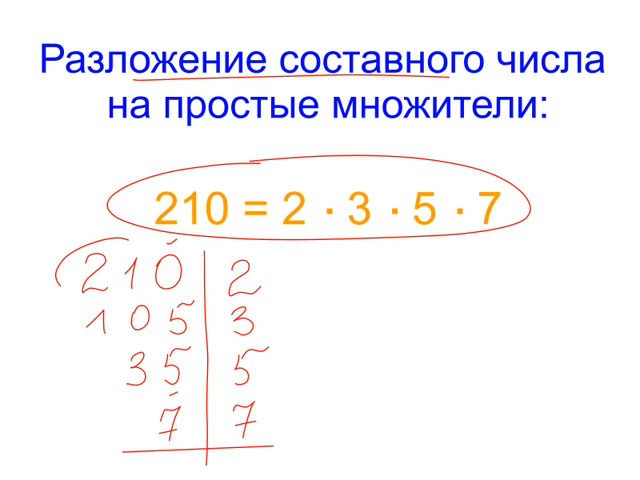 Разложение составного числа
на простые множители:
210 = 2 · 3 · 5 · 7
210 | 2
105 | 3
35 | 5
7 | 7